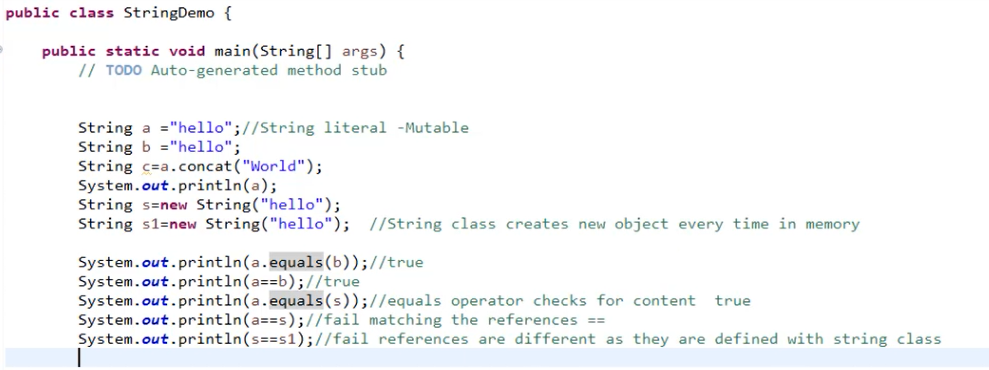 public class StringDemo {
public static void main(String[] args) {
// TODO Auto-generated method stub
String a ="hello";//String literal -Mutable
String b ="hello";
String c=a.concat("World");
System.out.println(a);
String s=new String("hello");
String s1=new String("hello");  //String class creates new object every time in memory
System.out.println(a.equals(b));//true
System.out.println(a==b);//true
System.out.println(a.equals(s));//equals operator checks for content  true
System.out.println(a==s);//fail matching the references ==
System.out.println(s==s1);//fail references are different as they are defined with string class